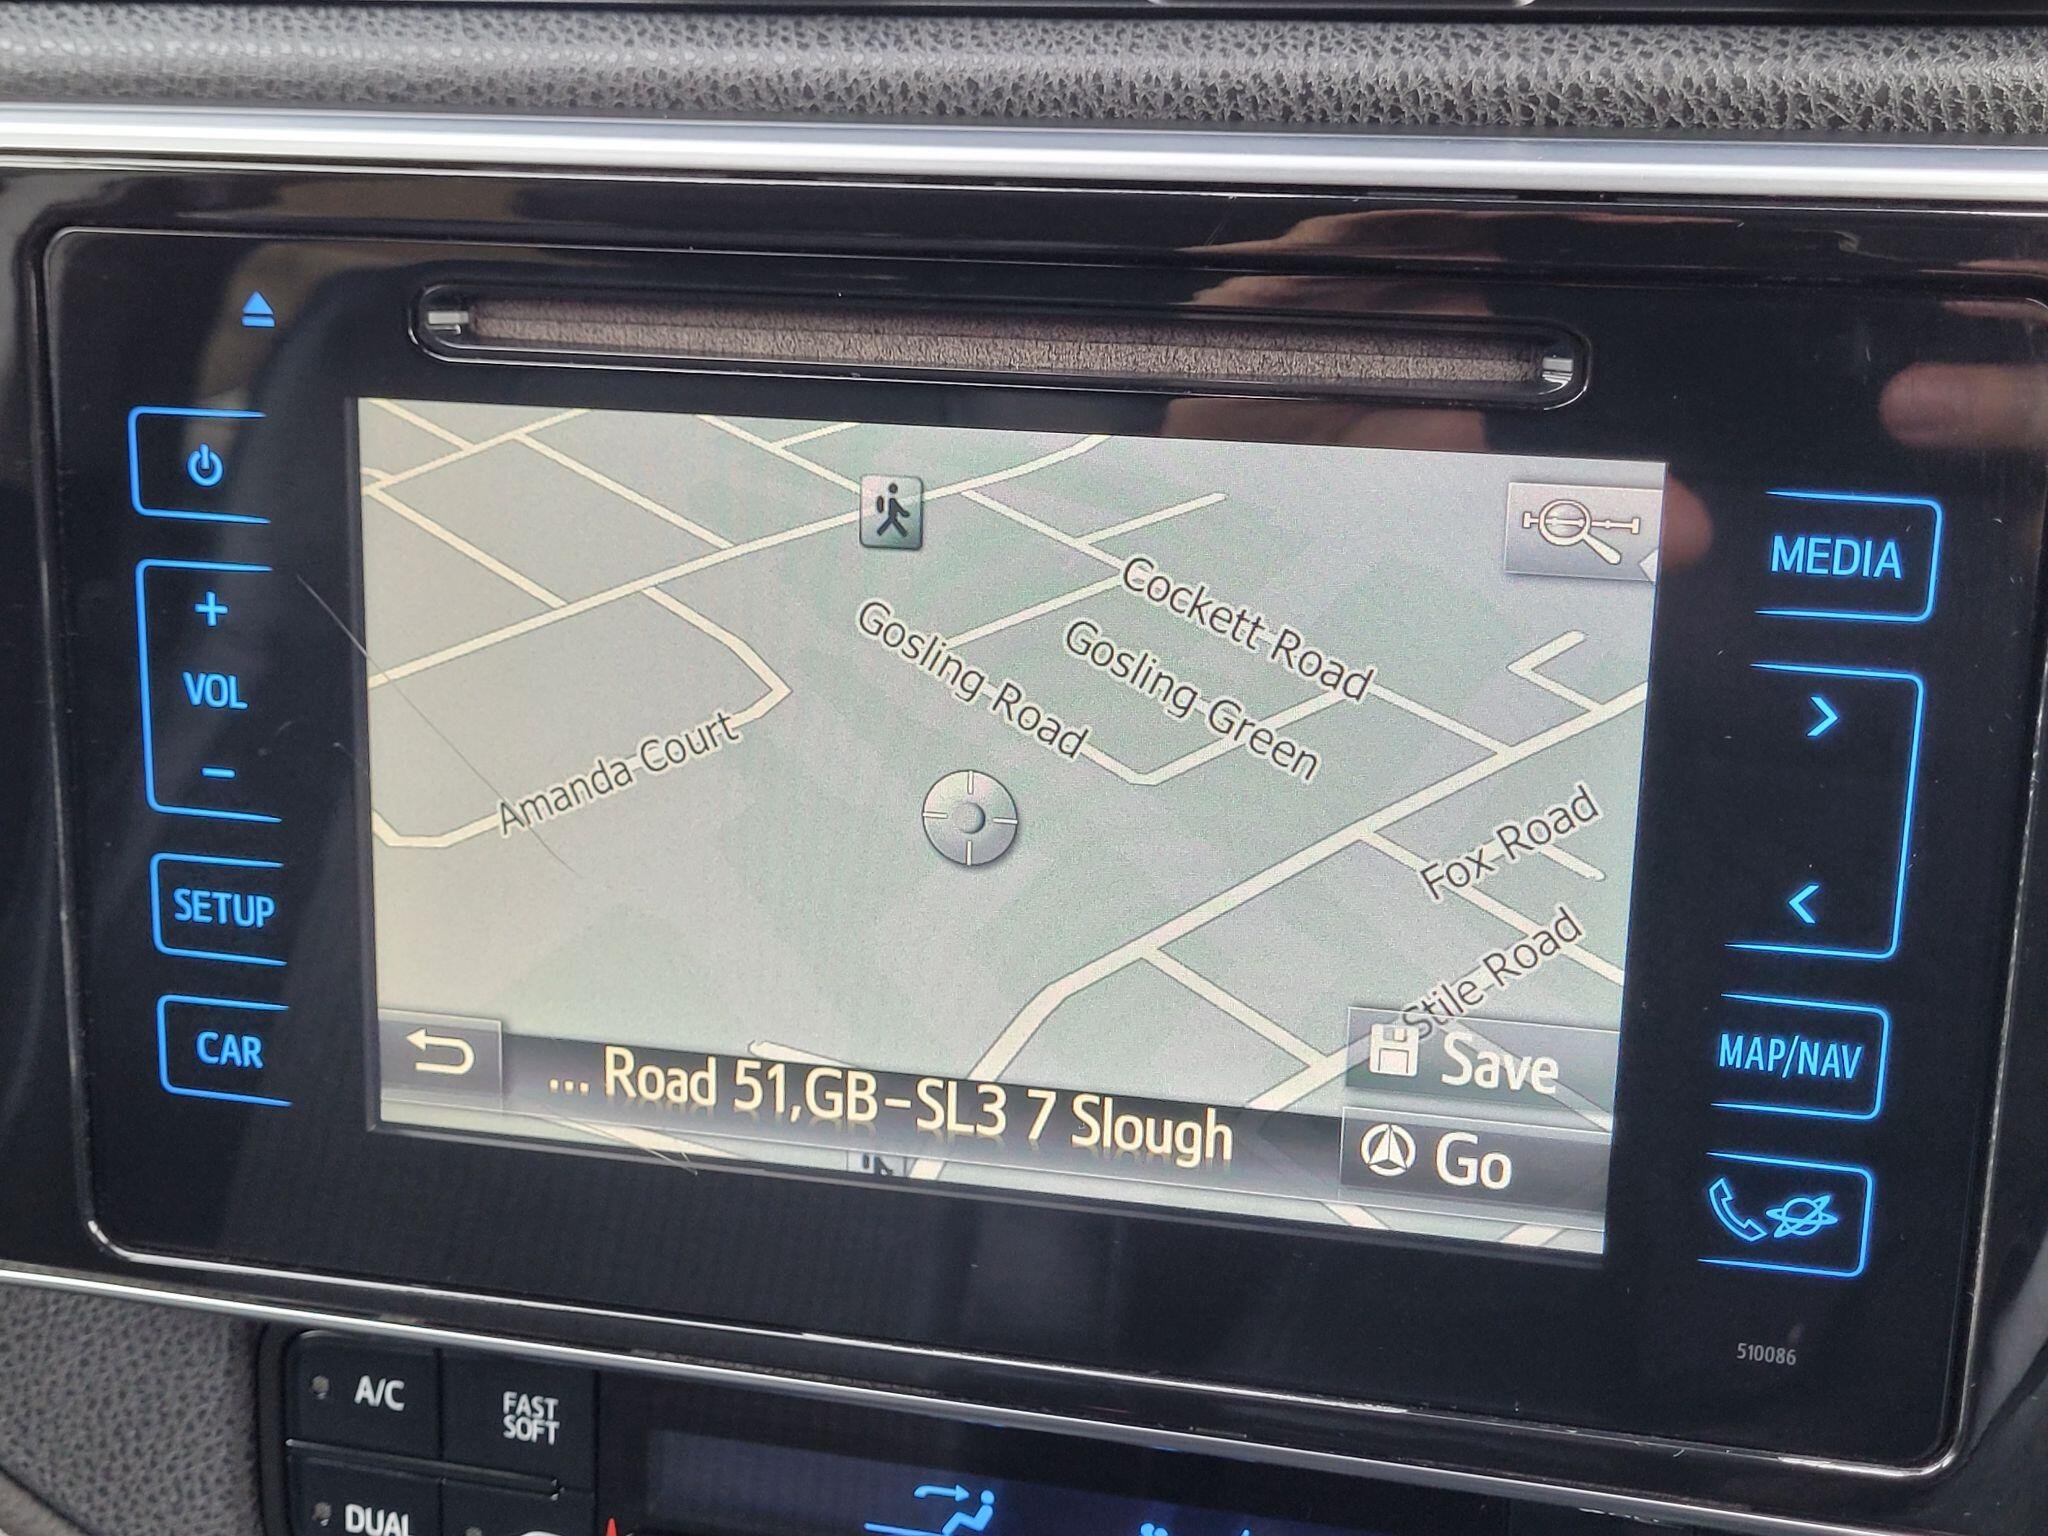 MEDIA
Cockett Road
Gosling Road
Gosling Green
+
VOL
-
Amanda Court
>
Fox Road
SETUP
<
Stile Road
CAR
Save
MAP/NAV
... Road 51,GB-SL3 7 Slough
Go
510086
A/C
FAST
SOFT
DUAL